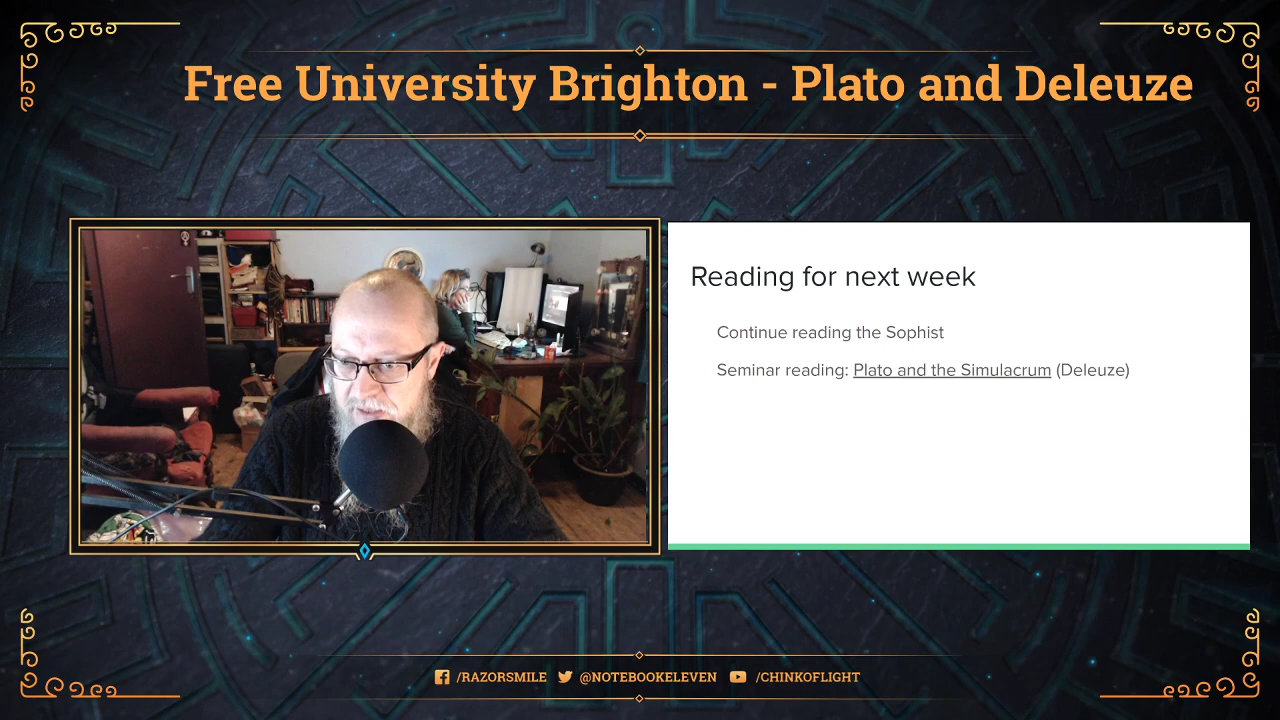 Free University Brighton - Plato and Deleuze
Reading for next week
Continue reading the Sophist
Seminar reading: Plato and the Simulacrum (Deleuze)
/RAZORSMILE @NOTEBOOKELEVEN /CHINKOFLIGHT